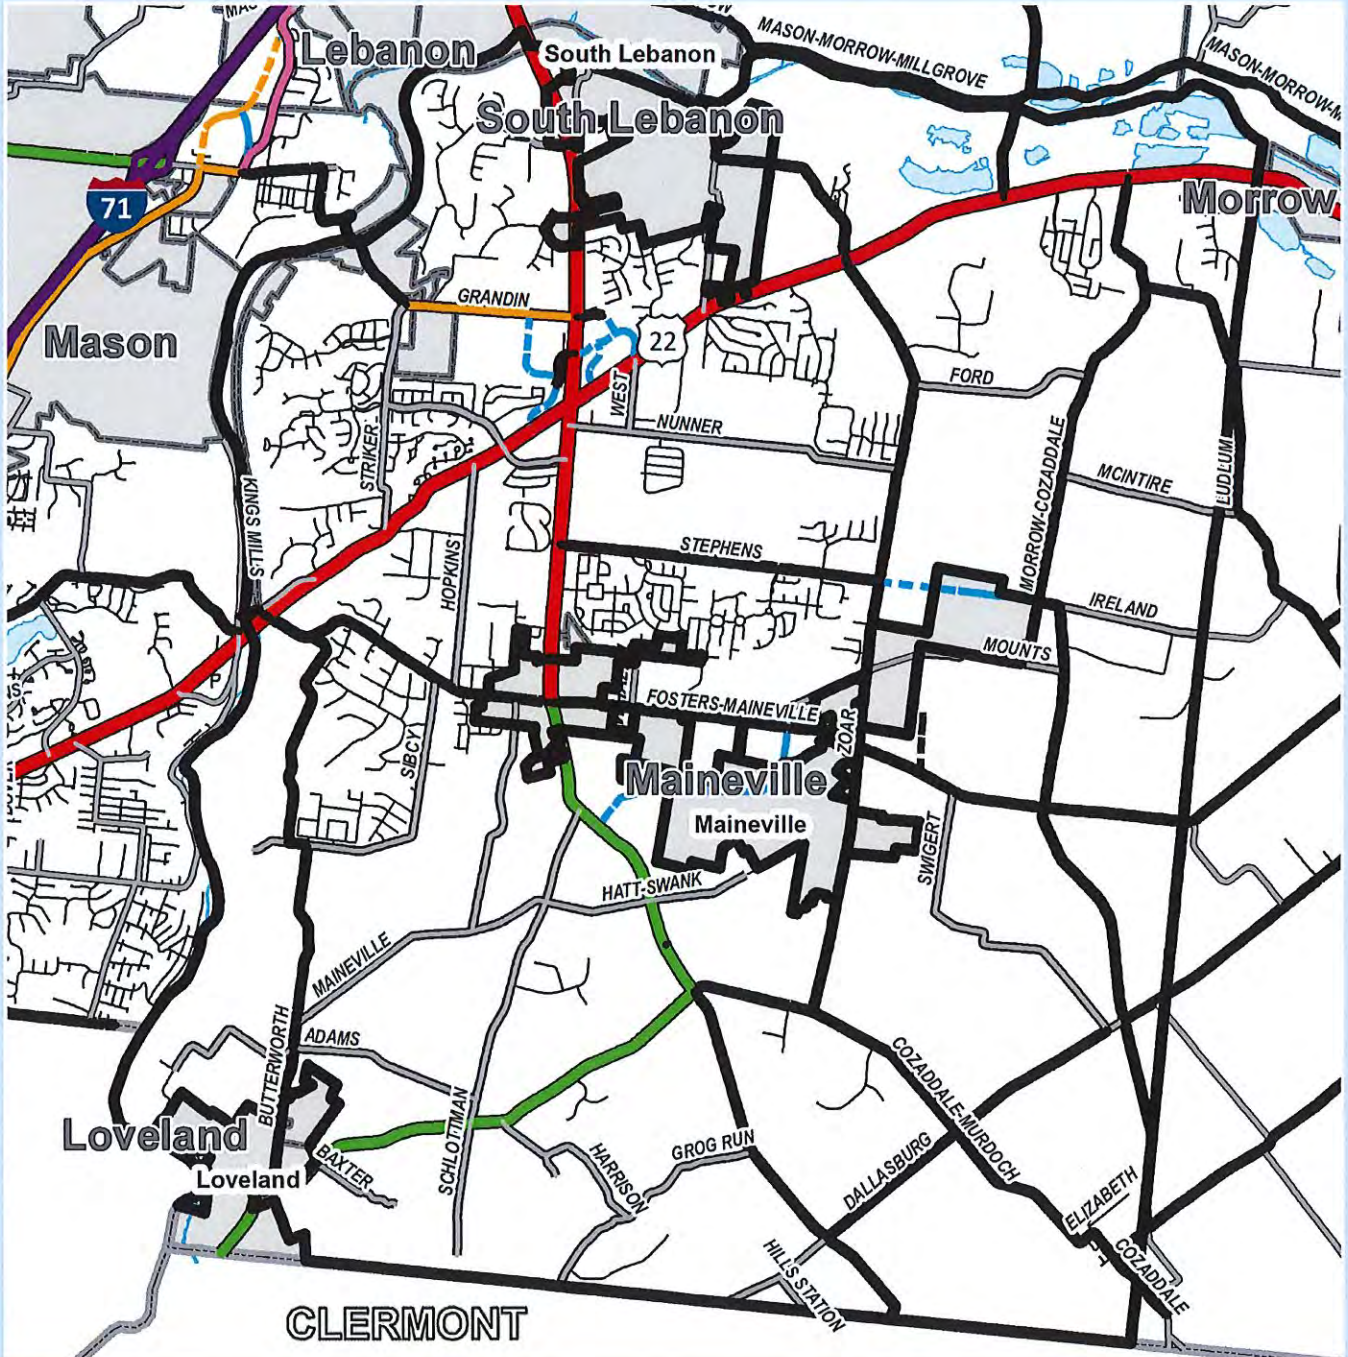 MASON-MORROW-MILLGROVE
Lebanon
South Lebanon
South Lebanon
Morrow
71
GRANDIN
22
Mason
WEST
FORD
NUNNER
STRIKER
MCINTIRE
LUDLUM
MORROW-COZADDALE
KINGS MILLS
HOPKINS
STEPHENS
IRELAND
MOUNTS
P
S
FOSTERS-MAINEVILLE
ZOAR
SIBCY
Maineville
Maineville
SWIGERT
HATT-SWANK
MAINEVILLE
ADAMS
BUTTERWORTH
COZADDALE-MURDOCH
SCHLOTTMAN
Loveland
Loveland
BAXTER
HARRISON
GROG RUN
DALLASBURG
ELIZABETH
COZADDALE
HILLS STATION
CLERMONT